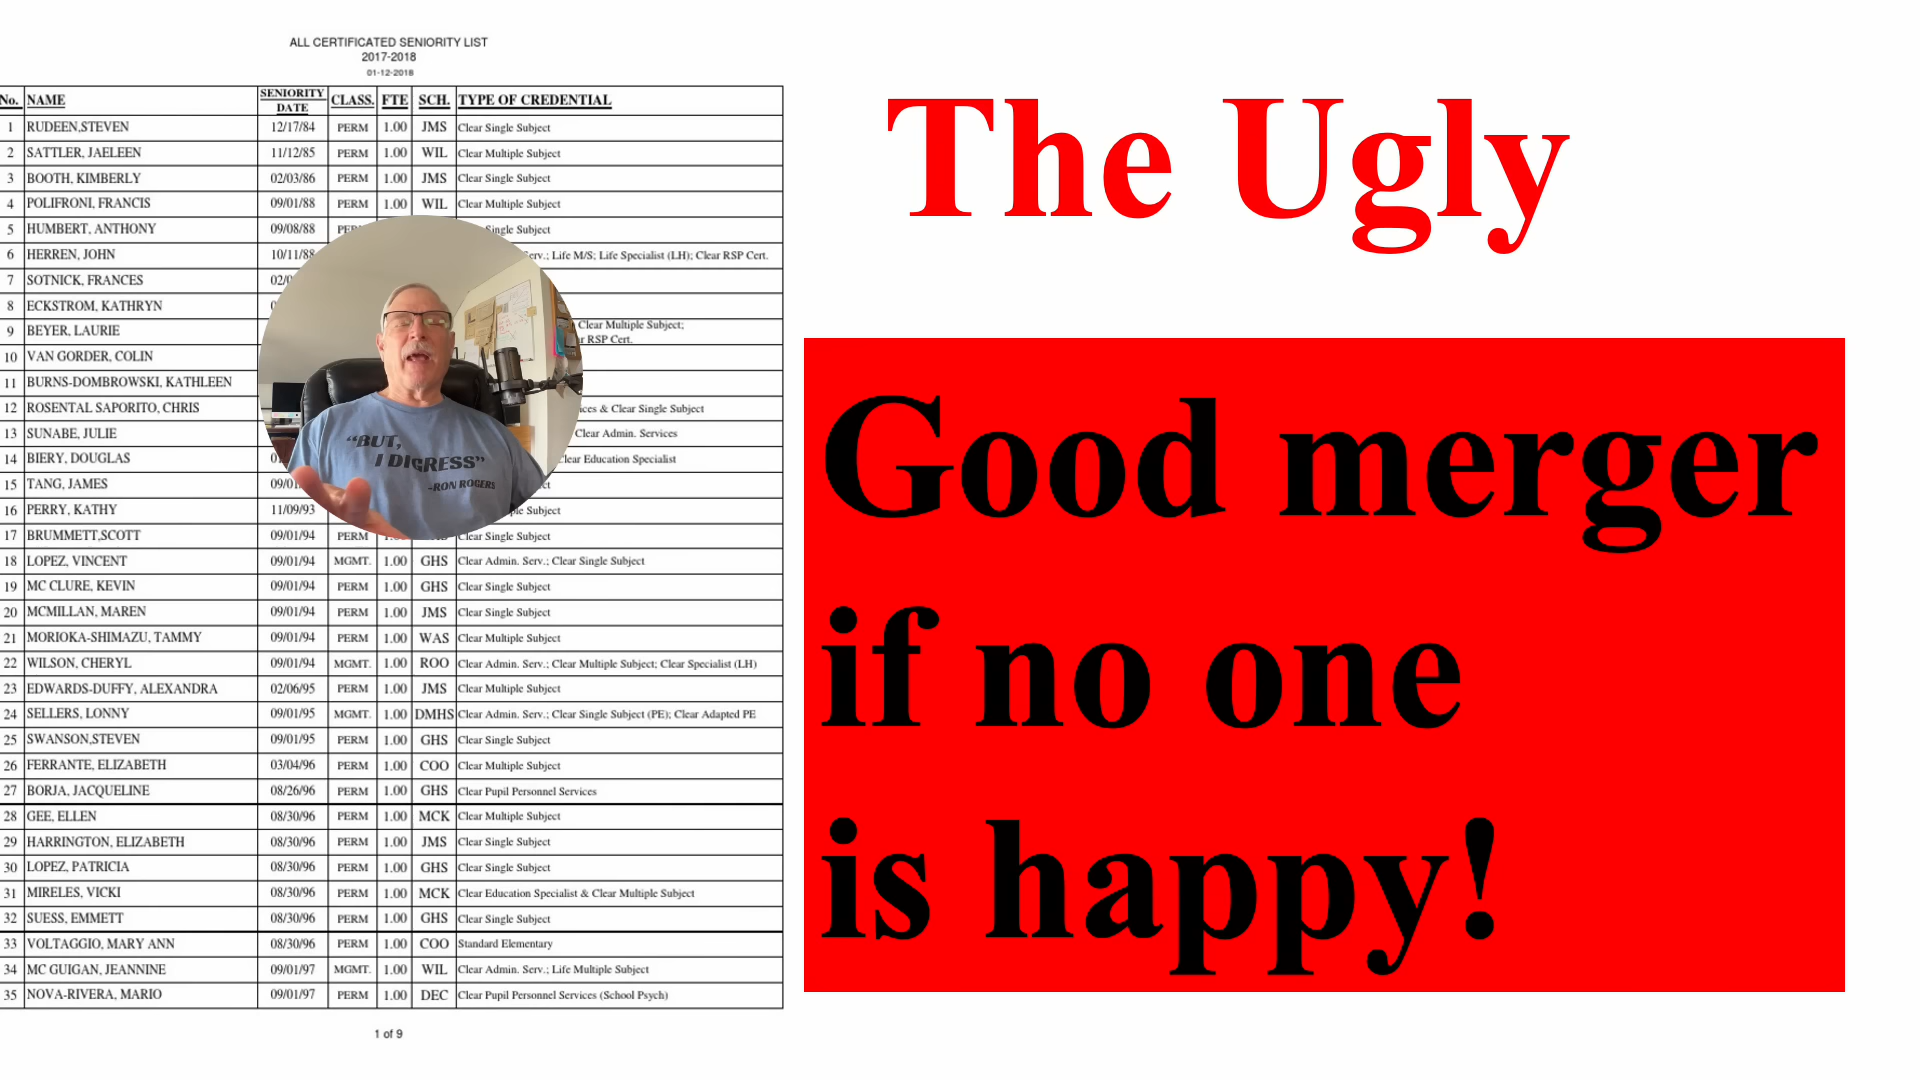 ALL CERTIFICATED SENIORITY LIST
2017-2018
01-12-2018
No. NAME SENIORITY DATE CLASS. FTE SCH. TYPE OF CREDENTIAL
1 RUDEEN,STEVEN 12/17/84 PERM 1.00 JMS Clear Single Subject
2 SATTLER, JAELEEN 11/12/85 PERM 1.00 WIL Clear Multiple Subject
3 BOOTH, KIMBERLY 02/03/86 PERM 1.00 JMS Clear Single Subject
4 POLIFRONI, FRANCIS 09/01/88 PERM 1.00 WIL Clear Multiple Subject
5 HUMBERT, ANTHONY 09/08/88 Single Subject
6 HERREN, JOHN 10/11/88 Serv.; Life M/S; Life Specialist (LH); Clear RSP Cert.
7 SOTNICK, FRANCES
8 ECKSTROM, KATHRYN
9 BEYER, LAURIE Clear Multiple Subject;
RSP Cert.
10 VAN GORDER, COLIN
11 BURNS-DOMBROWSKI, KATHLEEN
12 ROSENTAL SAPORITO, CHRIS & Clear Single Subject
13 SUNABE, JULIE Clear Admin. Services
14 BIERY, DOUGLAS Clear Education Specialist
15 TANG, JAMES
16 PERRY, KATHY 11/09/93 Subject
17 BRUMMETT,SCOTT 09/01/94 PERM Clear Single Subject
18 LOPEZ, VINCENT 09/01/94 MGMT. 1.00 GHS Clear Admin. Serv.; Clear Single Subject
19 MC CLURE, KEVIN 09/01/94 PERM 1.00 GHS Clear Single Subject
20 MCMILLAN, MAREN 09/01/94 PERM 1.00 JMS Clear Single Subject
21 MORIOKA-SHIMAZU, TAMMY 09/01/94 PERM 1.00 WAS Clear Multiple Subject
22 WILSON, CHERYL 09/01/94 MGMT. 1.00 ROO Clear Admin. Serv.; Clear Multiple Subject; Clear Specialist (LH)
23 EDWARDS-DUFFY, ALEXANDRA 02/06/95 PERM 1.00 JMS Clear Multiple Subject
24 SELLERS, LONNY 09/01/95 MGMT. 1.00 DMHS Clear Admin. Serv.; Clear Single Subject (PE); Clear Adapted PE
25 SWANSON,STEVEN 09/01/95 PERM 1.00 GHS Clear Single Subject
26 FERRANTE, ELIZABETH 03/04/96 PERM 1.00 COO Clear Multiple Subject
27 BORJA, JACQUELINE 08/26/96 PERM 1.00 GHS Clear Pupil Personnel Services
28 GEE, ELLEN 08/30/96 PERM 1.00 MCK Clear Multiple Subject
29 HARRINGTON, ELIZABETH 08/30/96 PERM 1.00 JMS Clear Single Subject
30 LOPEZ, PATRICIA 08/30/96 PERM 1.00 GHS Clear Single Subject
31 MIRELES, VICKI 08/30/96 PERM 1.00 MCK Clear Education Specialist & Clear Multiple Subject
32 SUESS, EMMETT 08/30/96 PERM 1.00 GHS Clear Single Subject
33 VOLTAGGIO, MARY ANN 08/30/96 PERM 1.00 COO Standard Elementary
34 MC GUIGAN, JEANNINE 09/01/97 MGMT. 1.00 WIL Clear Admin. Serv.; Life Multiple Subject
35 NOVA-RIVERA, MARIO 09/01/97 PERM 1.00 DEC Clear Pupil Personnel Services (School Psych)
1 of 9
"BUT,
I DIGRESS"
-RON ROGERS
The Ugly
Good merger
if no one
is happy!